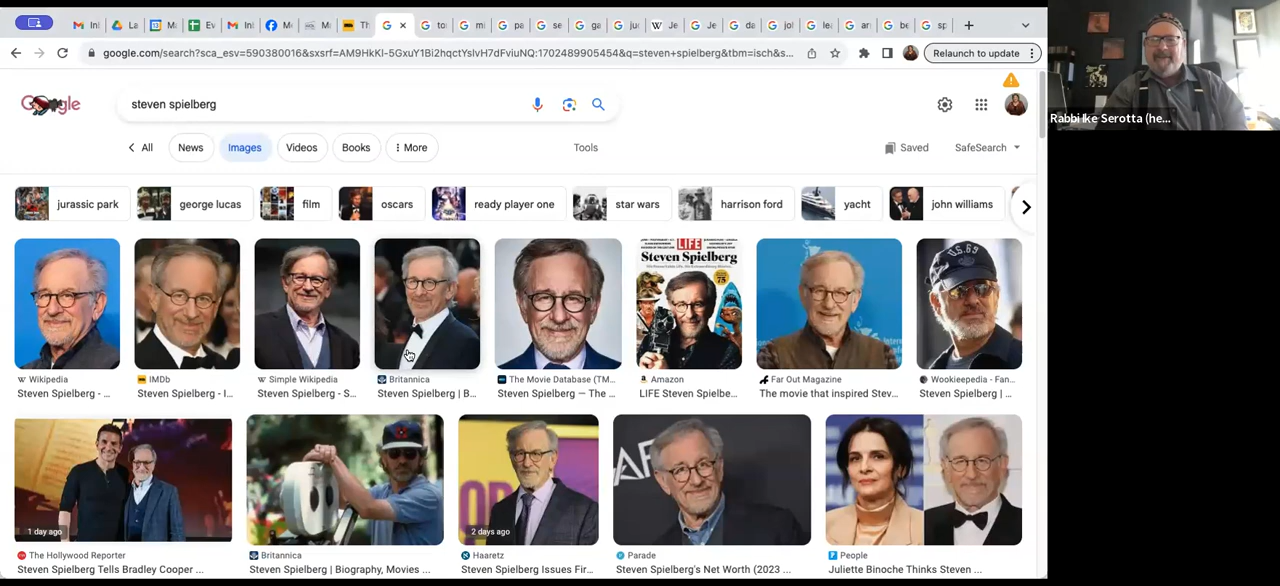 google.com/search?sca_esv=590380016&sxsrf=AM9HkKl-5GxuY1Bi2hqctYslvH7dFviuNQ:1702489905454&q=steven+spielberg&tbm=isch&s...
Relaunch to update
Rabbi Ike Serotta (he...
Google
steven spielberg
All
News
Images
Videos
Books
More
Tools
Saved
SafeSearch
jurassic park
george lucas
film
oscars
ready player one
star wars
harrison ford
yacht
john williams
LIFE
Steven Spielberg
75
U.S.
Wikipedia
IMDb
Simple Wikipedia
Britannica
The Movie Database (TM...
Amazon
Far Out Magazine
Wookieepedia - Fan...
Steven Spielberg - ...
Steven Spielberg - I...
Steven Spielberg - S...
Steven Spielberg | B...
Steven Spielberg — The ...
LIFE Steven Spielbe...
The movie that inspired Stev...
Steven Spielberg | ...
AF
1 day ago
2 days ago
The Hollywood Reporter
Britannica
Haaretz
Parade
People
Steven Spielberg Tells Bradley Cooper ...
Steven Spielberg | Biography, Movies ...
Steven Spielberg Issues Fir...
Steven Spielberg's Net Worth (2023 ...
Juliette Binoche Thinks Steven ...